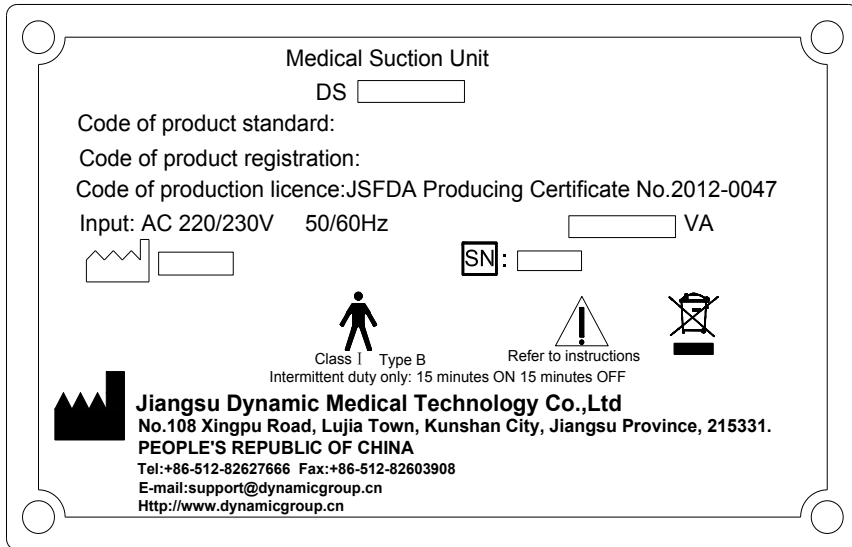 Medical Suction Unit
DS
Code of product standard:
Code of product registration:
Code of production licence:JSFDA Producing Certificate No.2012-0047
Input: AC 220/230V 50/60Hz VA
SN :
Class Ⅰ Type B Refer to instructions
Intermittent duty only: 15 minutes ON 15 minutes OFF
Jiangsu Dynamic Medical Technology Co.,Ltd
No.108 Xingpu Road, Lujia Town, Kunshan City, Jiangsu Province, 215331.
PEOPLE'S REPUBLIC OF CHINA
Tel:+86-512-82627666 Fax:+86-512-82603908
E-mail:support@dynamicgroup.cn
Http://www.dynamicgroup.cn